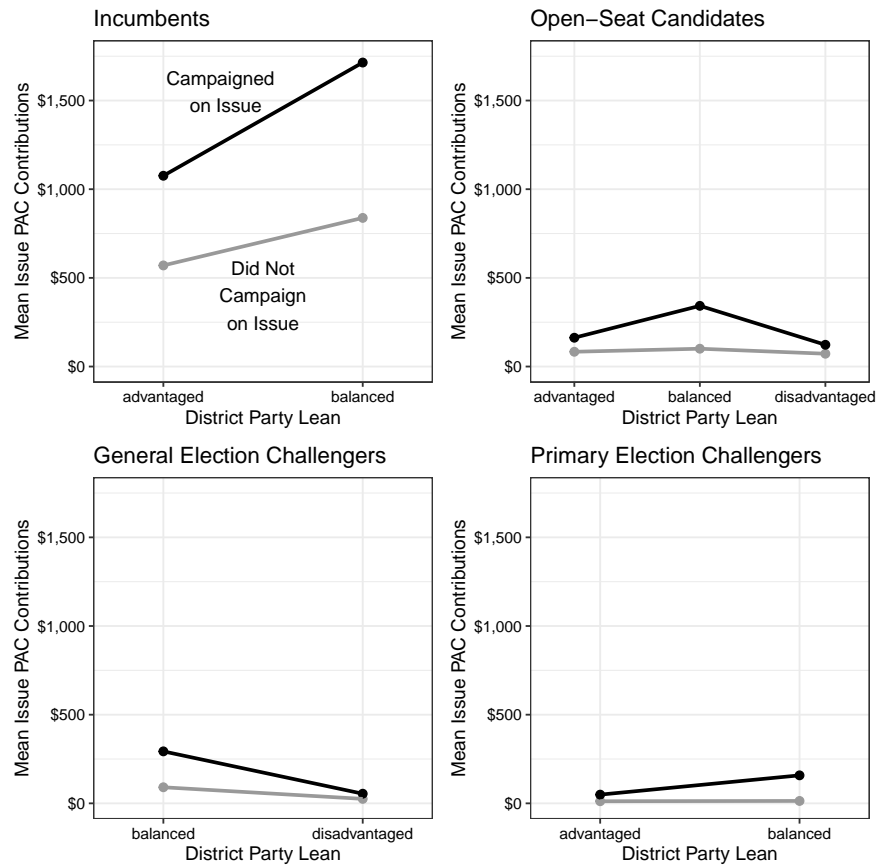 Incumbents
Mean Issue PAC Contributions
$1,500
$1,000
$500
$0
Campaigned
on Issue
Did Not
Campaign
on Issue
advantaged balanced
District Party Lean
Open−Seat Candidates
Mean Issue PAC Contributions
$1,500
$1,000
$500
$0
advantaged balanced disadvantaged
District Party Lean
General Election Challengers
Mean Issue PAC Contributions
$1,500
$1,000
$500
$0
balanced disadvantaged
District Party Lean
Primary Election Challengers
Mean Issue PAC Contributions
$1,500
$1,000
$500
$0
advantaged balanced
District Party Lean